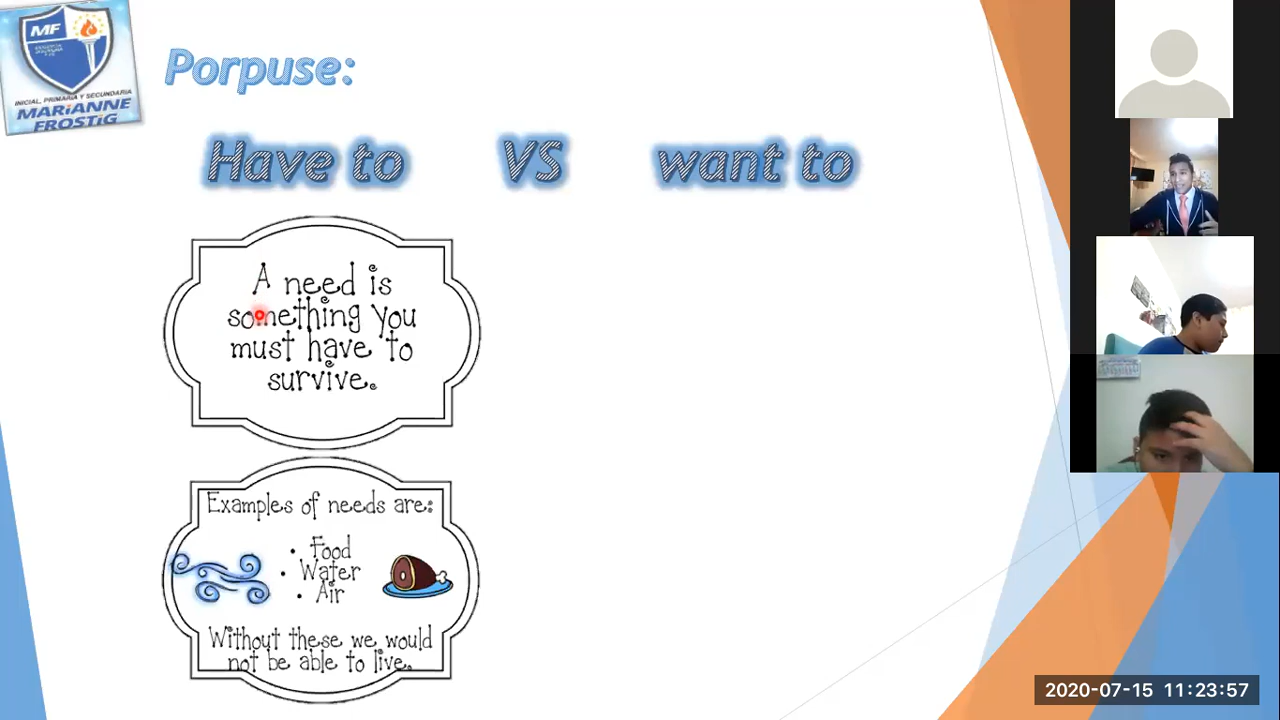 MF
INICIAL, PRIMARIA Y SECUNDARIA
MARIANNE
FROSTIG
Porpuse:
Have to VS want to
A need is
something you
must have to
survive.
Examples of needs are:
• Food
• Water
• Air
Without these we would
not be able to live.
2020-07-15 11:23:57